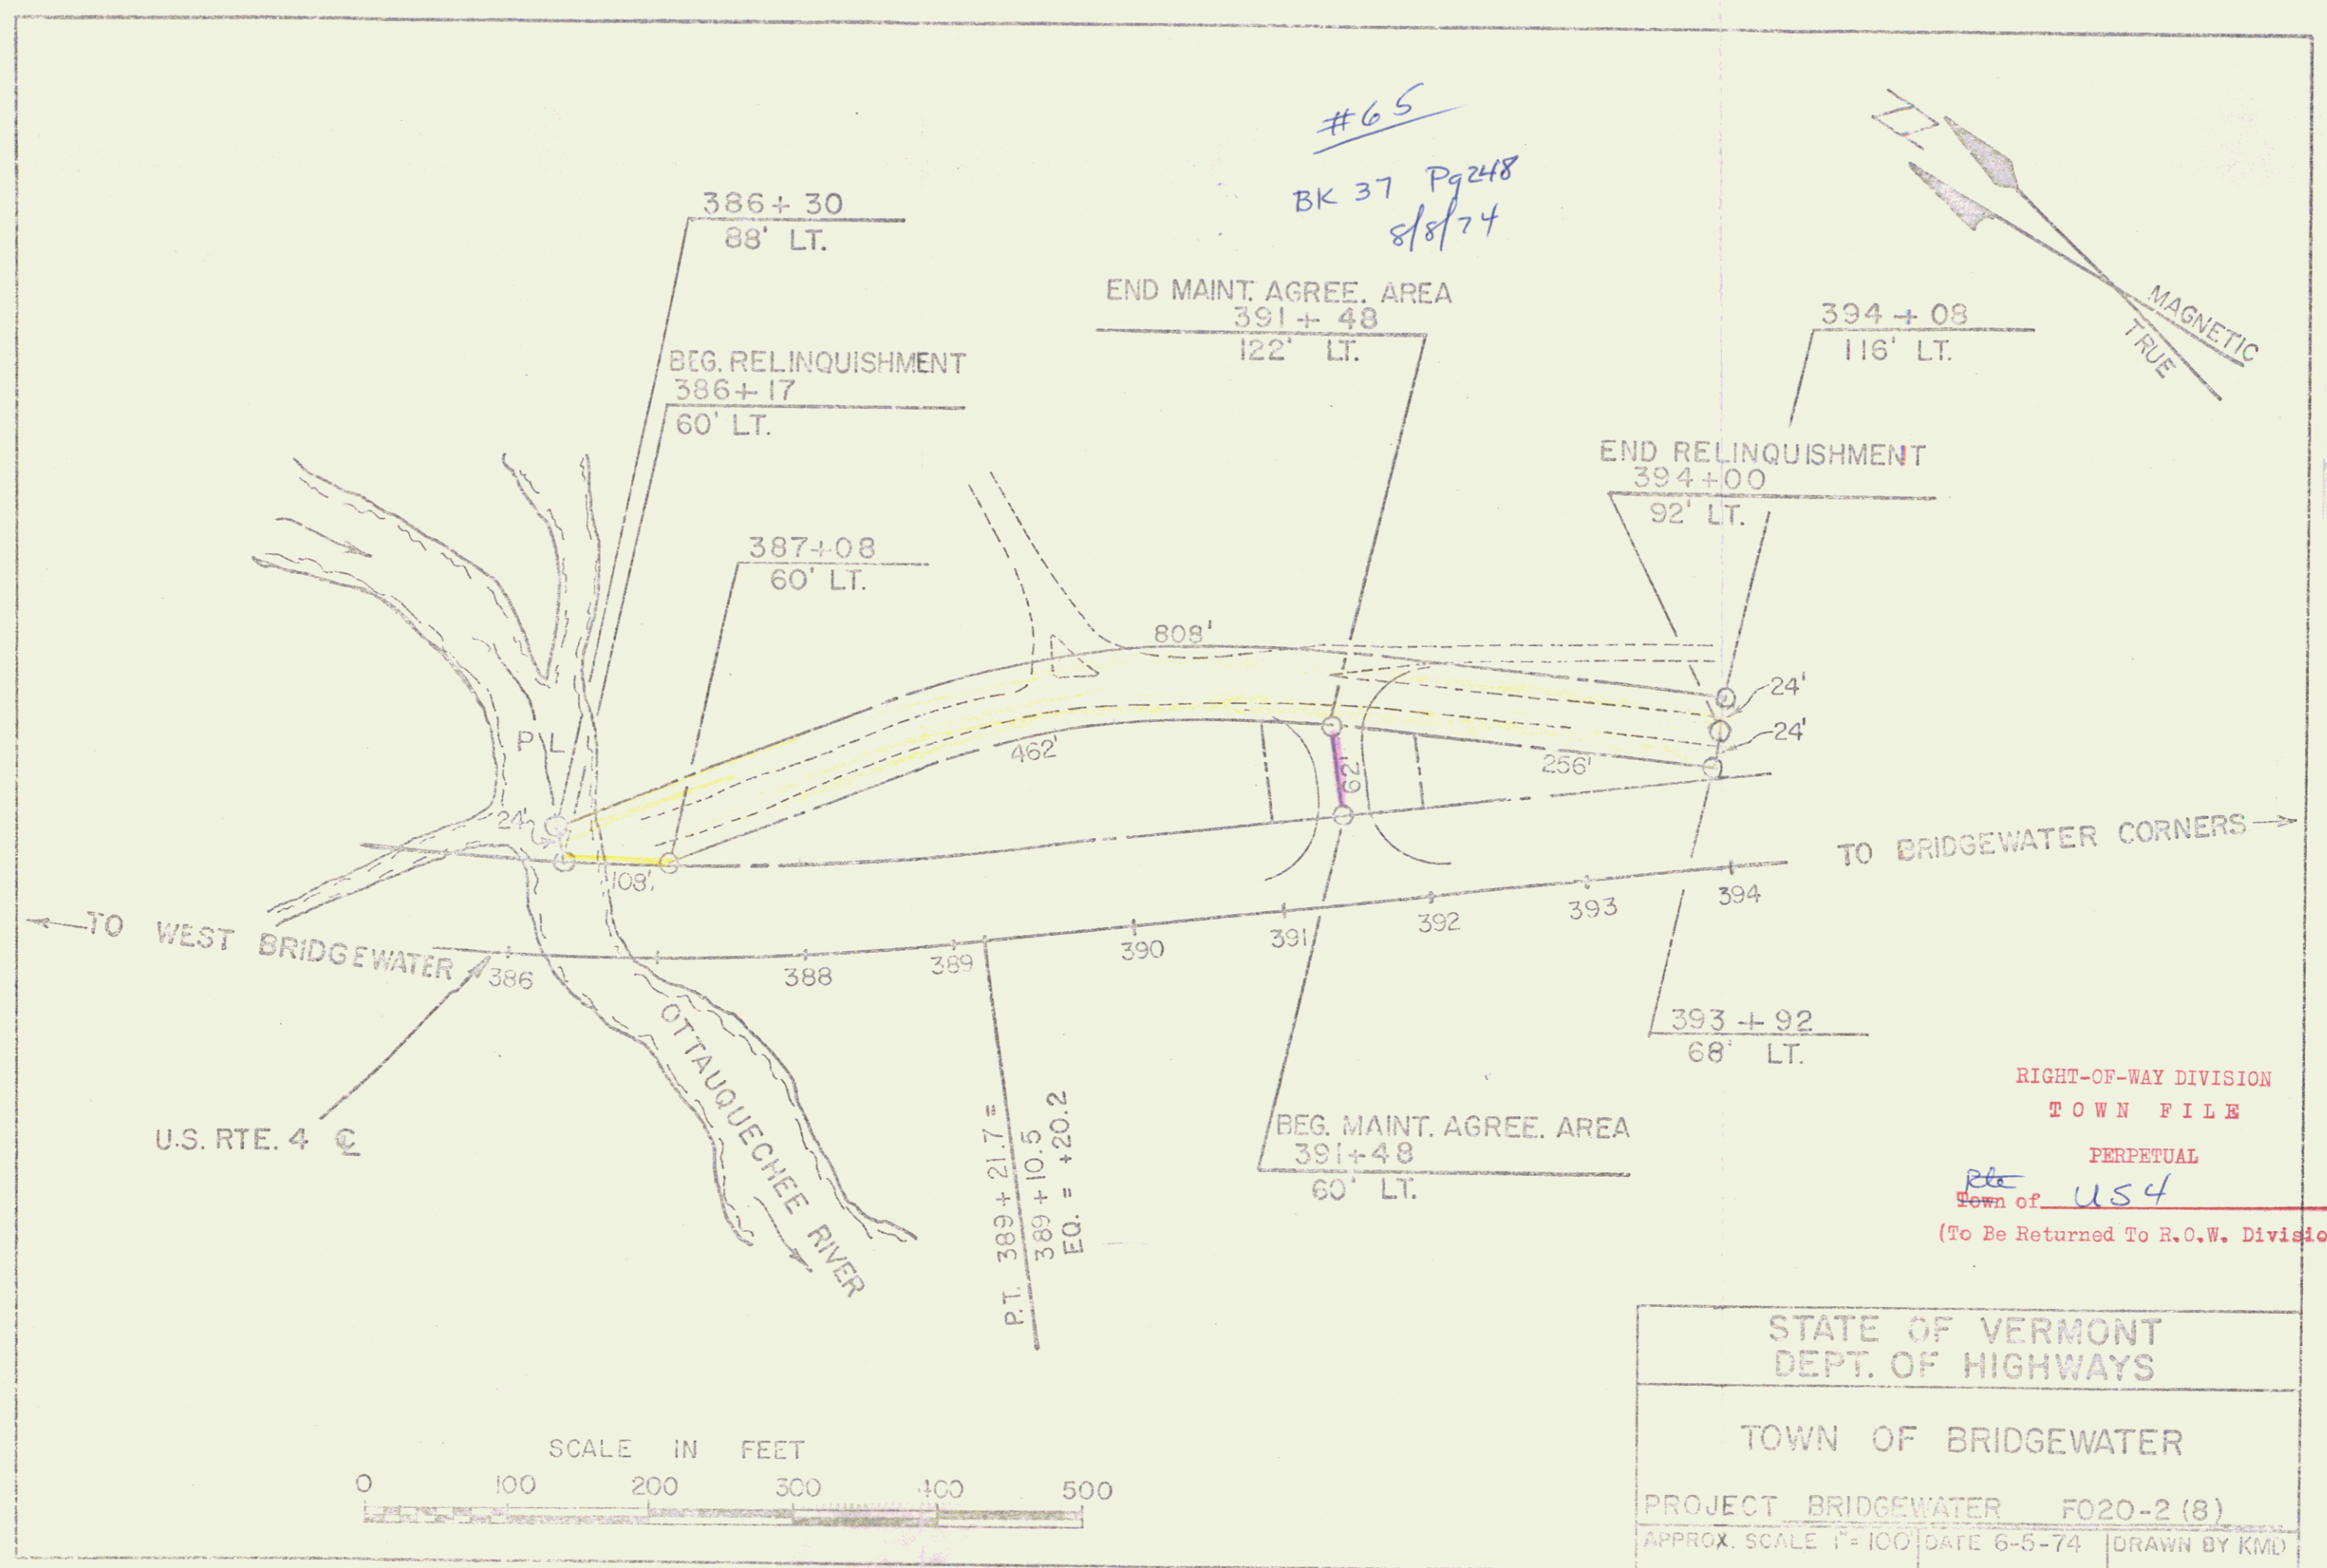 #65
BK 37 Pg248
8/8/74
386+30
88' LT.
END MAINT. AGREE. AREA
391+48
122' LT.
394+08
116' LT.
MAGNETIC
TRUE
BEG. RELINQUISHMENT
386+17
60' LT.
END RELINQUISHMENT
394+00
92' LT.
387+08
60' LT.
808'
24'
24'
P L
462'
62'
256'
24'
108'
TO BRIDGEWATER CORNERS
TO WEST BRIDGEWATER
386
388
389
390
391
392
393
394
U.S. RTE. 4 ℄
OTTAUQUECHEE RIVER
P.T. 389+21.7 =
389+10.5
EQ. = +20.2
393+92
68' LT.
BEG. MAINT. AGREE. AREA
391+48
60' LT.
RIGHT-OF-WAY DIVISION
TOWN FILE
PERPETUAL
Rte
Town of US4
(To Be Returned To R.O.W. Divisio
SCALE IN FEET
0 100 200 300 400 500
STATE OF VERMONT
DEPT. OF HIGHWAYS
TOWN OF BRIDGEWATER
PROJECT BRIDGEWATER F020-2(8)
APPROX. SCALE 1"=100' DATE 6-5-74 DRAWN BY KMD